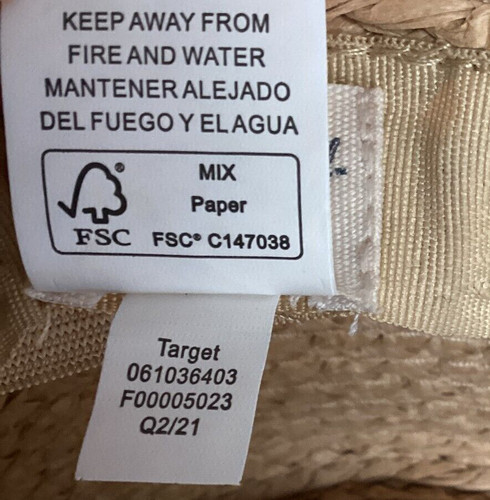 KEEP AWAY FROM
FIRE AND WATER
MANTENER ALEJADO
DEL FUEGO Y EL AGUA
MIX
Paper
FSC® C147038
®
FSC
Target
061036403
F00005023
Q2/21